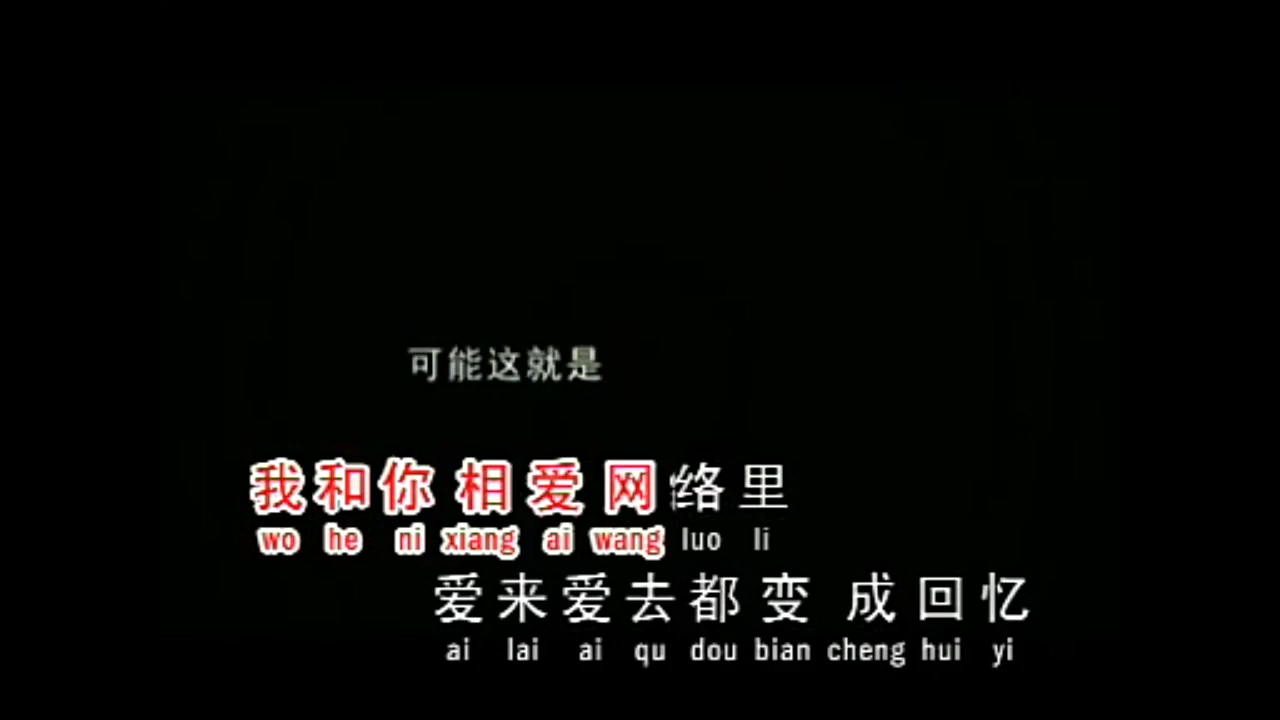 可能这就是
我和你相爱网络里
wo he ni xiang ai wang luo li
爱来爱去都变成回忆
ai lai ai qu dou bian cheng hui yi